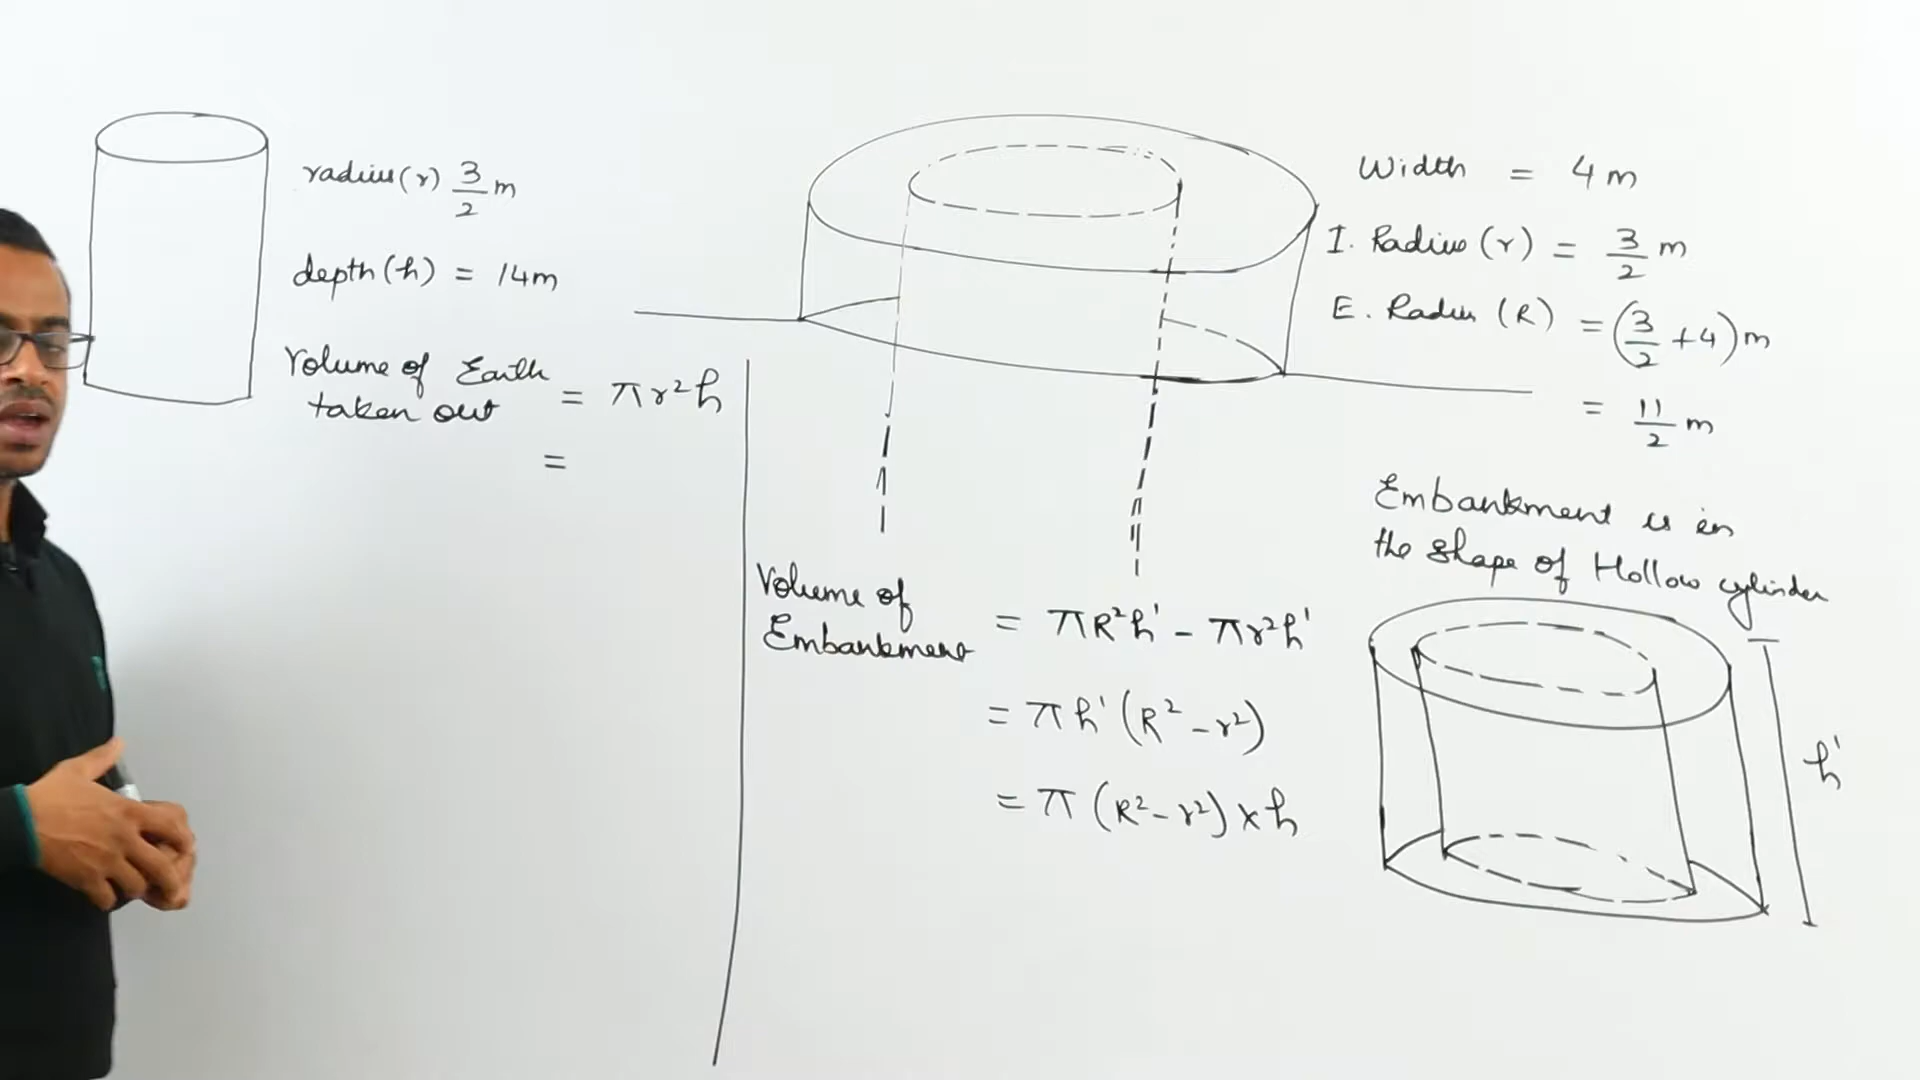 radius(r) 3/2 m
depth(h) = 14m
Volume of Earth
taken out = πr²h
=
Width = 4 m
I. Radius (r) = 3/2 m
E. Radius (R) = (3/2 + 4) m
= 11/2 m
Embankment is in
the shape of Hollow cylinder
h'
Volume of
Embankment = πR²h' - πr²h'
= πh' (R² - r²)
= π (R² - r²) × h